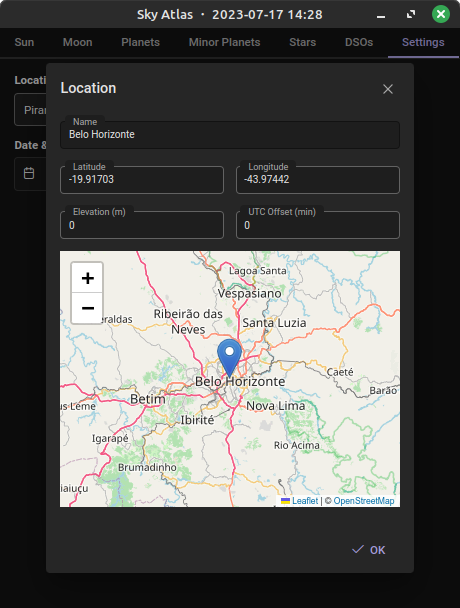 Sky Atlas · 2023-07-17 14:28
Sun Moon Planets Minor Planets Stars DSOs Settings
Locati
Piran
Date &
Location
Name
Belo Horizonte
Latitude Longitude
-19.91703 -43.97442
Elevation (m) UTC Offset (min)
0 0
+
−
Lagoa Santa
Vespasiano
Ribeirão das
Neves
eraldas
Santa Luzia
Belo Horizonte
Caeté
Barão
Betim
us Leme
Nova Lima
Ibirité
Igarapé
Rio Acima
Brumadinho
iaiuçu
Leaflet | © OpenStreetMap
OK